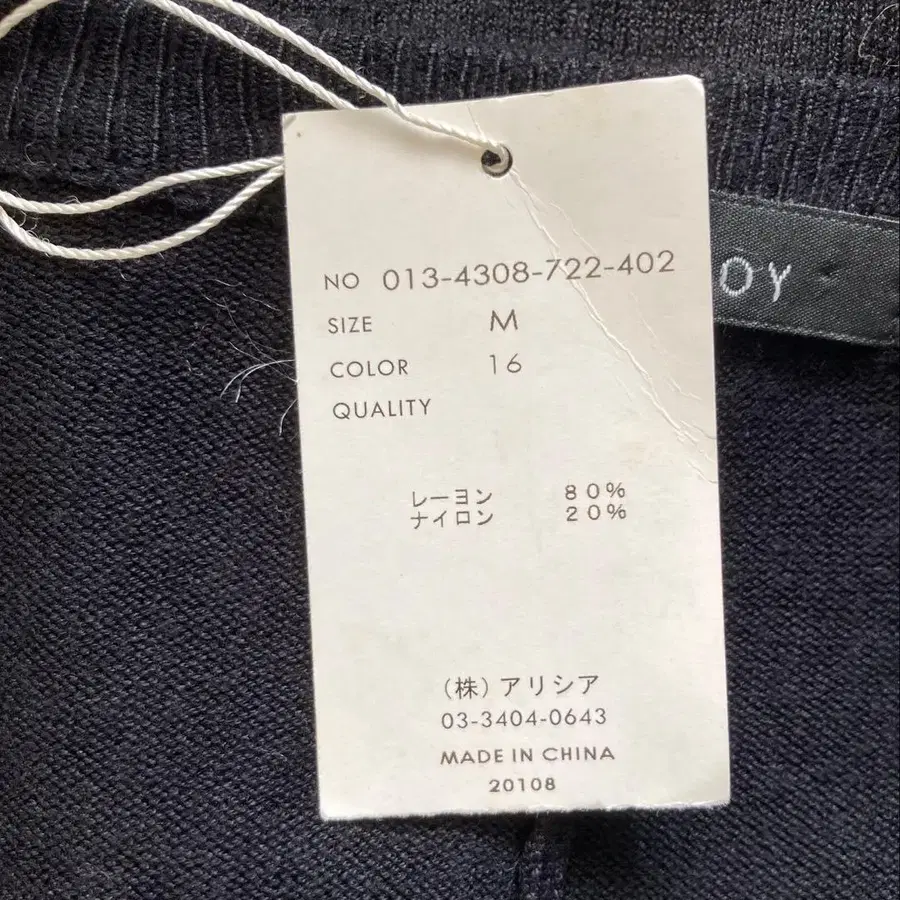 NO 013-4308-722-402
OY
SIZE M
COLOR 16
QUALITY
レーヨン 80%
ナイロン 20%
(株)アリシア
03-3404-0643
MADE IN CHINA
20108